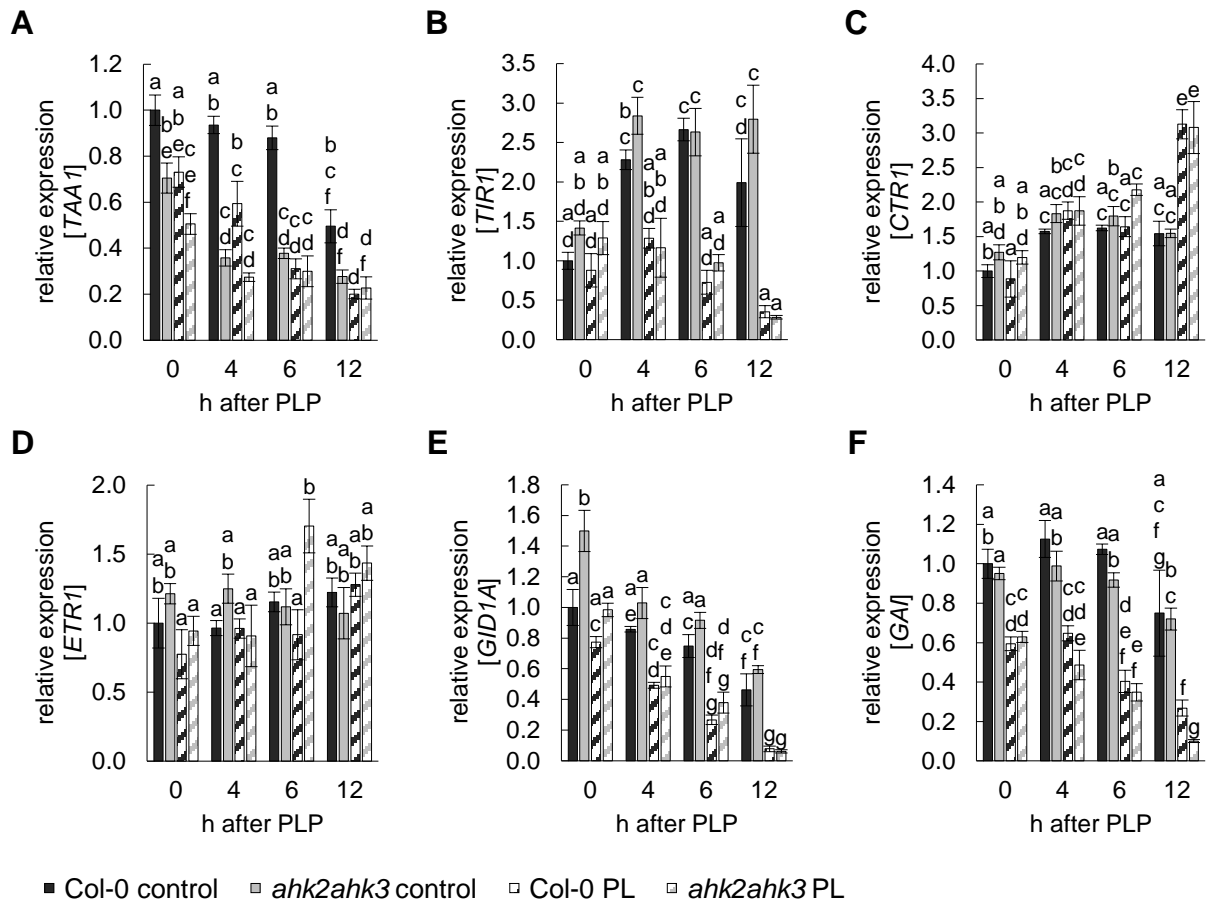 A
relative expression
[TAA1]
1.2
1.0
0.8
0.6
0.4
0.2
0.0
a
b e
a b e
c e f
a b
c d
d e
c d
a b
c d
c d
c d
b c f
d f
d
d f
0 4 6 12
h after PLP
B
relative expression
[TIR1]
3.5
3.0
2.5
2.0
1.5
1.0
0.5
0.0
a d
a b d
a d
a b d
b c
c
a b d
a b d
c
c
a d
a d
c d
c
a
a
0 4 6 12
h after PLP
C
relative expression
[CTR1]
4.0
3.5
3.0
2.5
2.0
1.5
1.0
0.5
0.0
a b
a b d
a
a b
a c
b c d
c d
c d
a c
b c d
a c d
c
a c
a c
e
e
0 4 6 12
h after PLP
D
relative expression
[ETR1]
2.0
1.5
1.0
0.5
0.0
a b
a b
a
a
a
a b
a
a
a b
a b
a
b
a b
a b
a b
a b
0 4 6 12
h after PLP
E
relative expression
[GID1A]
1.8
1.6
1.4
1.2
1.0
0.8
0.6
0.4
0.2
0.0
a
b
a c
a
a e
a
c d
c d e
a c
a
d f g
d f g
c f
c f
g
g
0 4 6 12
h after PLP
F
relative expression
[GAI]
1.4
1.2
1.0
0.8
0.6
0.4
0.2
0.0
a b
a
c d
c d
a
a b
c d
d e
a
a b
d e f
e f
a c f g
b c
f
g
0 4 6 12
h after PLP
Col-0 control ahk2ahk3 control Col-0 PL ahk2ahk3 PL